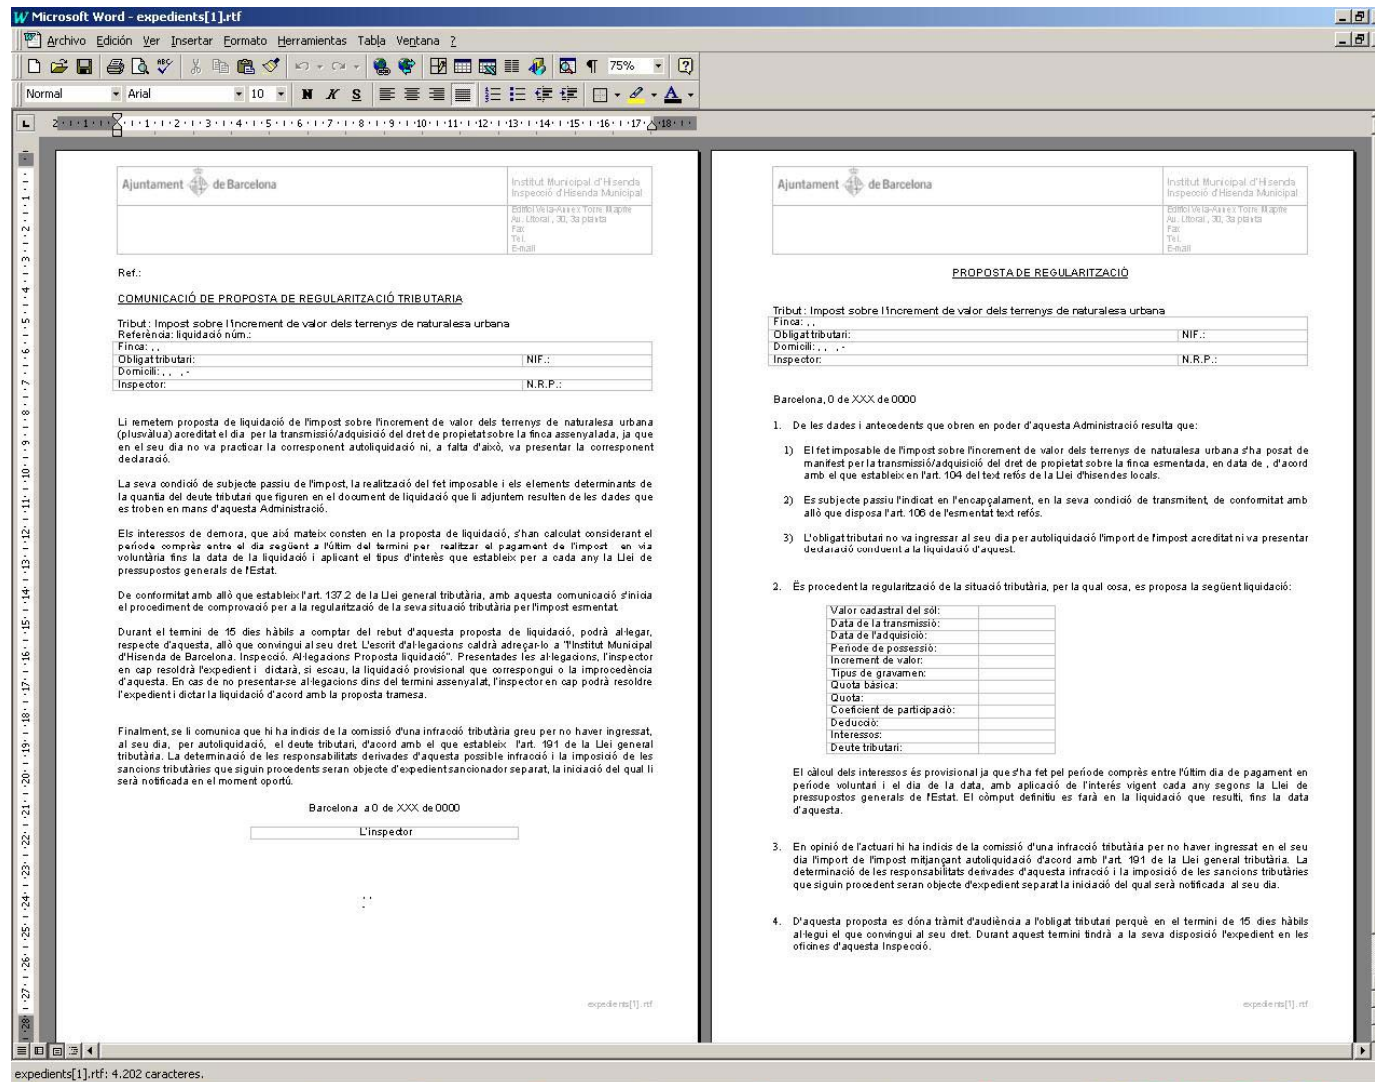 Microsoft Word - expedients[1].rtf
Archivo Edición Ver Insertar Formato Herramientas Tabla Ventana ?
75%
Normal Arial 10 N K S
Ajuntament de Barcelona
Institut Municipal d'Hisenda
Inspecció d'Hisenda Municipal
Av. Litoral, 30, 3a planta
Fax
Tel.
E-mail
Ref.:
COMUNICACIÓ DE PROPOSTA DE REGULARITZACIÓ TRIBUTARIA
Tribut: Impost sobre l'increment de valor dels terrenys de naturalesa urbana
Referència: liquidació núm.:
Finca: , ,
Obligat tributari: NIF.:
Domicili: , , , -
Inspector: N.R.P.:
Li remetem proposta de liquidació de l'impost sobre l'increment de valor dels terrenys de naturalesa urbana
(plusvàlua) acreditat el dia per la transmissió/adquisició del dret de propietat sobre la finca assenyalada, ja que
en el seu dia no va practicar la corresponent autoliquidació ni, a falta d'això, va presentar la corresponent
declaració.
La seva condició de subjecte passiu de l'impost, la realització del fet imposable i els elements determinants de
la quantia del deute tributari que figuren en el document de liquidació que li adjuntem resulten de les dades que
es troben en mans d'aquesta Administració.
Els interessos de demora, que així mateix consten en la proposta de liquidació, s'han calculat considerant el
període comprès entre el dia següent a l'últim del termini per realitzar el pagament de l'impost en via
voluntària fins la data de la liquidació i aplicant el tipus d'interès que estableix per a cada any la Llei de
pressupostos generals de l'Estat.
De conformitat amb allò que estableix l'art. 137.2 de la Llei general tributària, amb aquesta comunicació s'inicia
el procediment de comprovació per a la regularització de la seva situació tributària per l'impost esmentat.
Durant el termini de 15 dies hàbils a comptar del rebut d'aquesta proposta de liquidació, podrà al·legar,
respecte d'aquesta, allò que convingui al seu dret. L'escrit d'al·legacions caldrà adreçar-lo a "l'Institut Municipal
d'Hisenda de Barcelona. Inspecció. Al·legacions Proposta liquidació". Presentades les al·legacions, l'inspector
en cap resoldrà l'expedient i dictarà, si escau, la liquidació provisional que correspongui o la improcedència
d'aquesta. En cas de no presentar-se al·legacions dins del termini assenyalat, l'inspector en cap podrà resoldre
l'expedient i dictar la liquidació d'acord amb la proposta tramesa.
Finalment, se li comunica que hi ha indicis de la comissió d'una infracció tributària greu per no haver ingressat,
al seu dia, per autoliquidació, el deute tributari, d'acord amb el que estableix l'art. 191 de la Llei general
tributària. La determinació de les responsabilitats derivades d'aquesta possible infracció i la imposició de les
sancions tributàries que siguin procedents seran objecte d'expedient sancionador separat, la iniciació del qual li
serà notificada en el moment oportú.
Barcelona a 0 de XXX de 0000
L'inspector
expedients[1].rtf
Ajuntament de Barcelona
Institut Municipal d'Hisenda
Inspecció d'Hisenda Municipal
Av. Litoral, 30, 3a planta
Fax
Tel.
E-mail
PROPOSTA DE REGULARITZACIÓ
Tribut: Impost sobre l'increment de valor dels terrenys de naturalesa urbana
Finca: , ,
Obligat tributari: NIF.:
Domicili: , , , -
Inspector: N.R.P.:
Barcelona, 0 de XXX de 0000
1. De les dades i antecedents que obren en poder d'aquesta Administració resulta que:
1) El fet imposable de l'impost sobre l'increment de valor dels terrenys de naturalesa urbana s'ha posat de
manifest per la transmissió/adquisició del dret de propietat sobre la finca esmentada, en data de , d'acord
amb el que estableix en l'art. 104 del text refós de la Llei d'hisendes locals.
2) Es subjecte passiu l'indicat en l'encapçalament, en la seva condició de transmitent, de conformitat amb
allò que disposa l'art. 106 de l'esmentat text refós.
3) L'obligat tributari no va ingressar al seu dia per autoliquidació l'import de l'impost acreditat ni va presentar
declaració conduent a la liquidació d'aquest.
2. És procedent la regularització de la situació tributària, per la qual cosa, es proposa la següent liquidació:
Valor cadastral del sòl:
Data de la transmissió:
Data de l'adquisició:
Període de possessió:
Increment de valor:
Tipus de gravamen:
Quota bàsica:
Quota:
Coeficient de participació:
Deducció:
Interessos:
Deute tributari:
El càlcul dels interessos és provisional ja que s'ha fet pel període comprès entre l'últim dia de pagament en
període voluntari i el dia de la data, amb aplicació de l'interès vigent cada any segons la Llei de
pressupostos generals de l'Estat. El còmput definitiu es farà en la liquidació que resulti, fins la data
d'aquesta.
3. En opinió de l'actuari hi ha indicis de la comissió d'una infracció tributària per no haver ingressat en el seu
dia l'import de l'impost mitjançant autoliquidació d'acord amb l'art. 191 de la Llei general tributària. La
determinació de les responsabilitats derivades d'aquesta infracció i la imposició de les sancions tributàries
que siguin procedent seran objecte d'expedient separat la iniciació del qual serà notificada al seu dia.
4. D'aquesta proposta es dóna tràmit d'audiència a l'obligat tributari perquè en el termini de 15 dies hàbils
al·legui el que convingui al seu dret. Durant aquest termini tindrà a la seva disposició l'expedient en les
oficines d'aquesta Inspecció.
expedients[1].rtf
expedients[1].rtf: 4.202 caracteres.